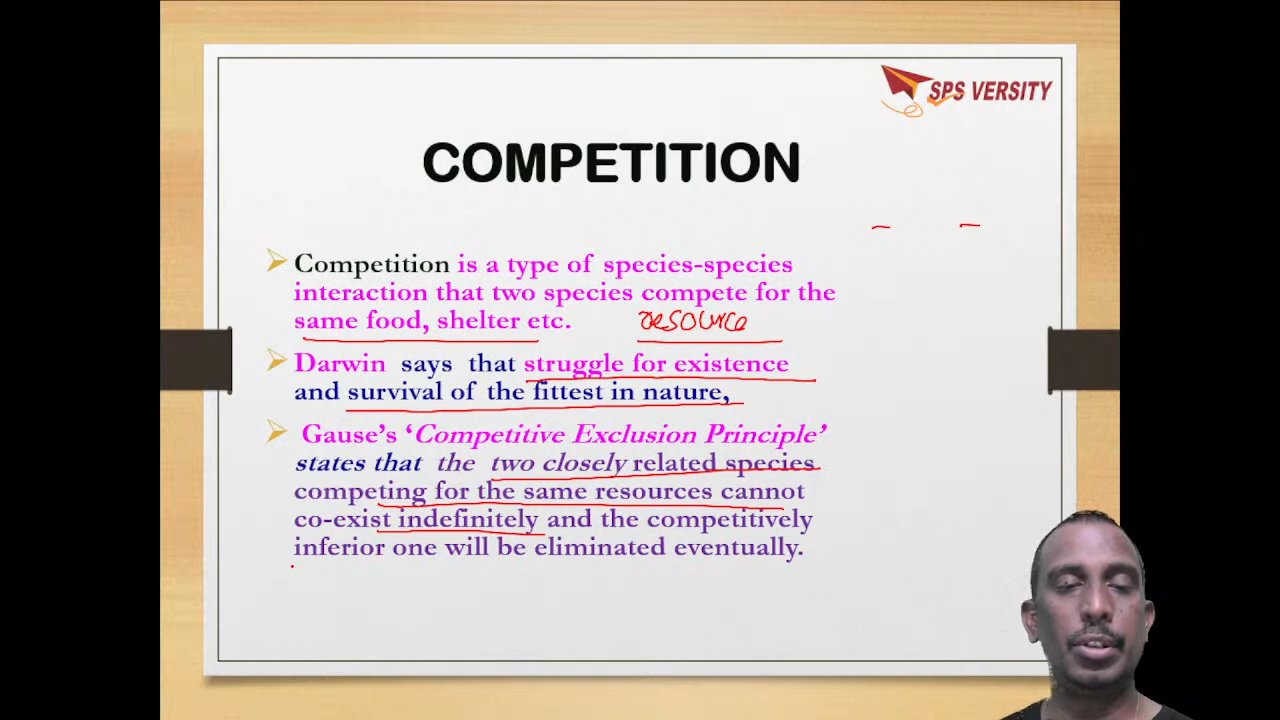 SPS VERSITY
COMPETITION
- -
Competition is a type of species-species
interaction that two species compete for the
same food, shelter etc. resource
Darwin says that struggle for existence
and survival of the fittest in nature,
Gause's ‘Competitive Exclusion Principle’
states that the two closely related species
competing for the same resources cannot
co-exist indefinitely and the competitively
inferior one will be eliminated eventually.